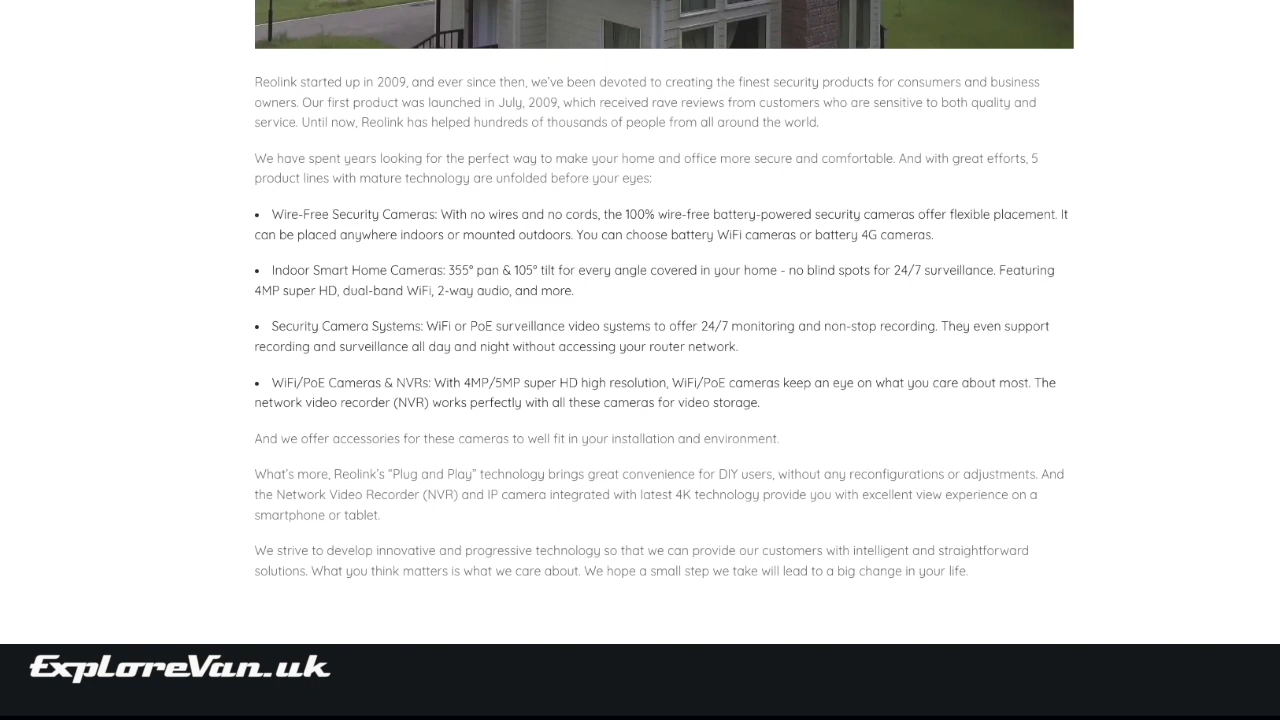 Reolink started up in 2009, and ever since then, we've been devoted to creating the finest security products for consumers and business
owners. Our first product was launched in July, 2009, which received rave reviews from customers who are sensitive to both quality and
service. Until now, Reolink has helped hundreds of thousands of people from all around the world.
We have spent years looking for the perfect way to make your home and office more secure and comfortable. And with great efforts, 5
product lines with mature technology are unfolded before your eyes:
• Wire-Free Security Cameras: With no wires and no cords, the 100% wire-free battery-powered security cameras offer flexible placement. It
can be placed anywhere indoors or mounted outdoors. You can choose battery WiFi cameras or battery 4G cameras.
• Indoor Smart Home Cameras: 355° pan & 105° tilt for every angle covered in your home - no blind spots for 24/7 surveillance. Featuring
4MP super HD, dual-band WiFi, 2-way audio, and more.
• Security Camera Systems: WiFi or PoE surveillance video systems to offer 24/7 monitoring and non-stop recording. They even support
recording and surveillance all day and night without accessing your router network.
• WiFi/PoE Cameras & NVRs: With 4MP/5MP super HD high resolution, WiFi/PoE cameras keep an eye on what you care about most. The
network video recorder (NVR) works perfectly with all these cameras for video storage.
And we offer accessories for these cameras to well fit in your installation and environment.
What's more, Reolink's “Plug and Play” technology brings great convenience for DIY users, without any reconfigurations or adjustments. And
the Network Video Recorder (NVR) and IP camera integrated with latest 4K technology provide you with excellent view experience on a
smartphone or tablet.
We strive to develop innovative and progressive technology so that we can provide our customers with intelligent and straightforward
solutions. What you think matters is what we care about. We hope a small step we take will lead to a big change in your life.
ExploreVan.uk